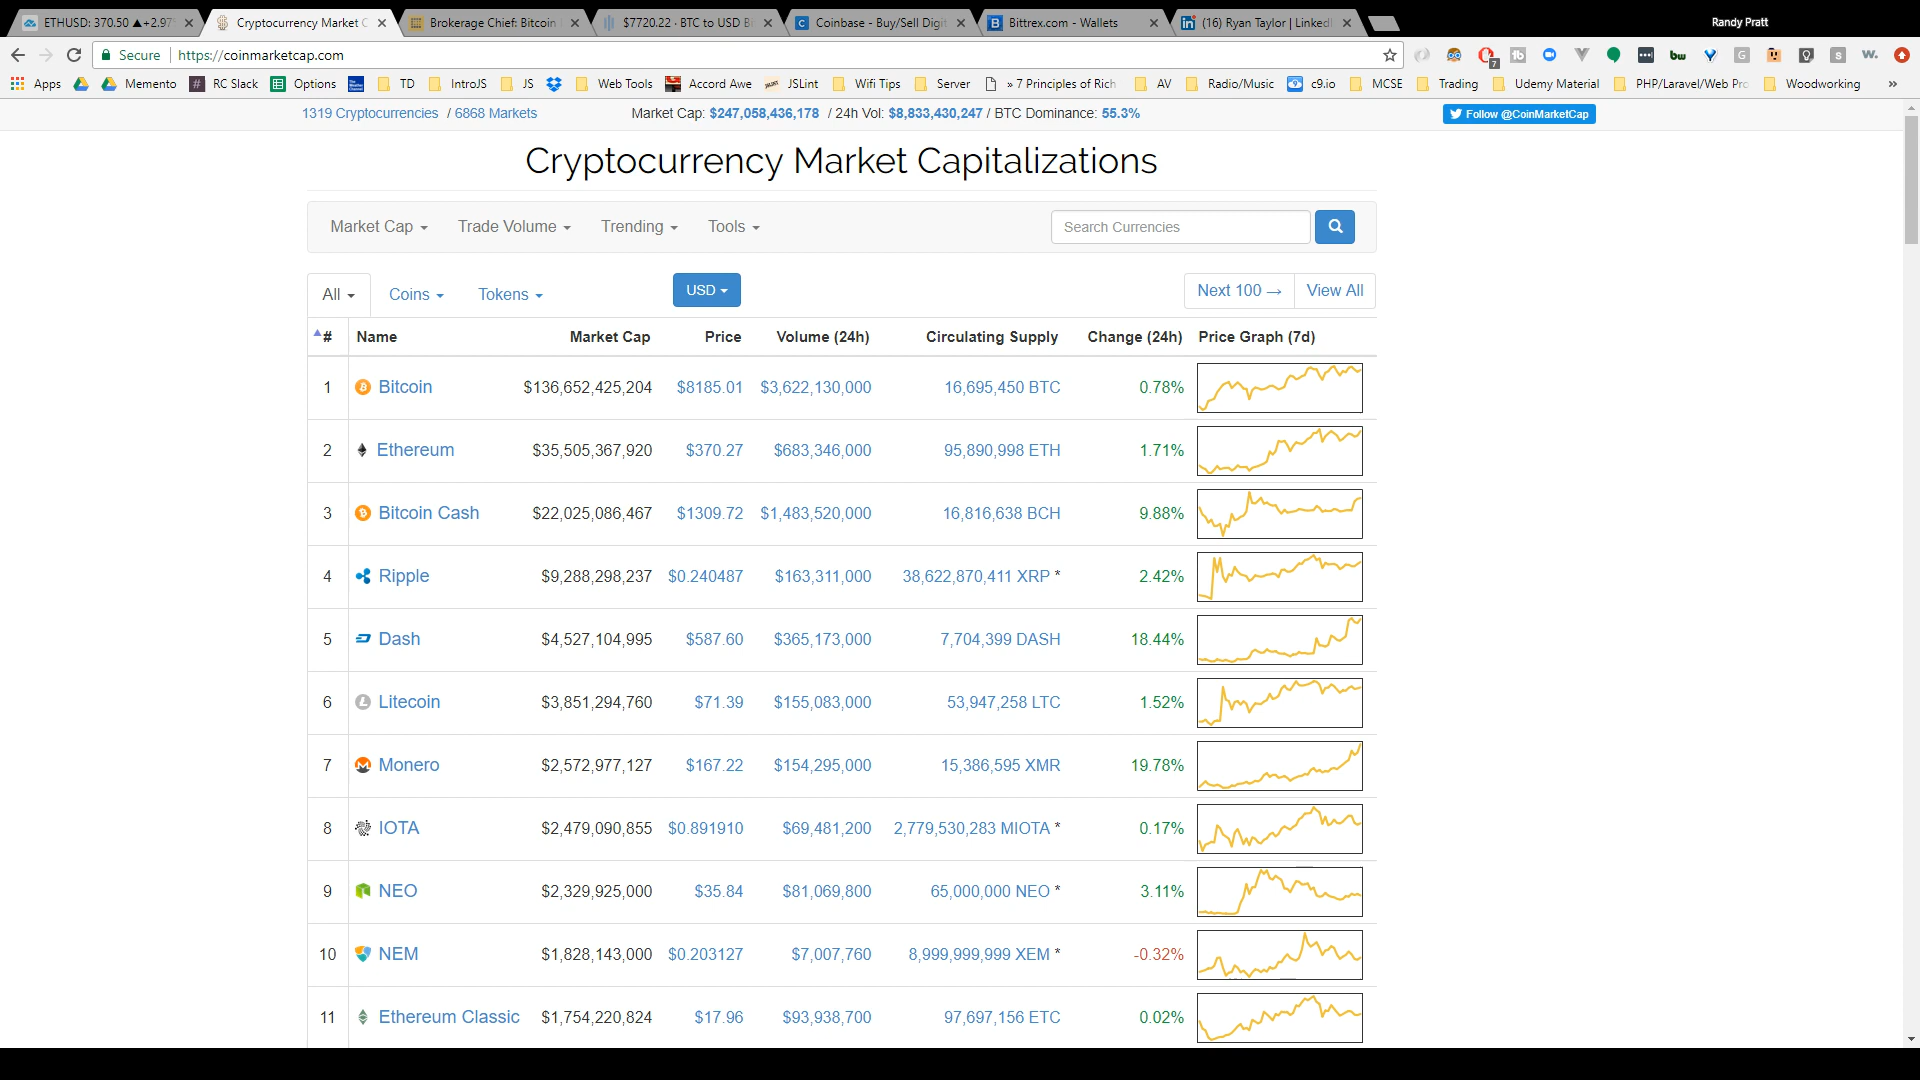 ETHUSD: 370.50 ▲+2.97
Cryptocurrency Market C
Brokerage Chief: Bitcoin
$7720.22 · BTC to USD B
Coinbase - Buy/Sell Digit
Bittrex.com - Wallets
(16) Ryan Taylor | LinkedI
Randy Pratt
Secure https://coinmarketcap.com
7
Apps Memento RC Slack Options TD IntroJS JS Web Tools Accord Awe JSLint Wifi Tips Server » 7 Principles of Rich AV Radio/Music c9.io MCSE Trading Udemy Material PHP/Laravel/Web Pro Woodworking »
1319 Cryptocurrencies / 6868 Markets Market Cap: $247,058,436,178 / 24h Vol: $8,833,430,247 / BTC Dominance: 55.3% Follow @CoinMarketCap
Cryptocurrency Market Capitalizations
Market Cap Trade Volume Trending Tools Search Currencies
All Coins Tokens USD Next 100 → View All
# Name Market Cap Price Volume (24h) Circulating Supply Change (24h) Price Graph (7d)
1 Bitcoin $136,652,425,204 $8185.01 $3,622,130,000 16,695,450 BTC 0.78%
2 Ethereum $35,505,367,920 $370.27 $683,346,000 95,890,998 ETH 1.71%
3 Bitcoin Cash $22,025,086,467 $1309.72 $1,483,520,000 16,816,638 BCH 9.88%
4 Ripple $9,288,298,237 $0.240487 $163,311,000 38,622,870,411 XRP * 2.42%
5 Dash $4,527,104,995 $587.60 $365,173,000 7,704,399 DASH 18.44%
6 Litecoin $3,851,294,760 $71.39 $155,083,000 53,947,258 LTC 1.52%
7 Monero $2,572,977,127 $167.22 $154,295,000 15,386,595 XMR 19.78%
8 IOTA $2,479,090,855 $0.891910 $69,481,200 2,779,530,283 MIOTA * 0.17%
9 NEO $2,329,925,000 $35.84 $81,069,800 65,000,000 NEO * 3.11%
10 NEM $1,828,143,000 $0.203127 $7,007,760 8,999,999,999 XEM * -0.32%
11 Ethereum Classic $1,754,220,824 $17.96 $93,938,700 97,697,156 ETC 0.02%